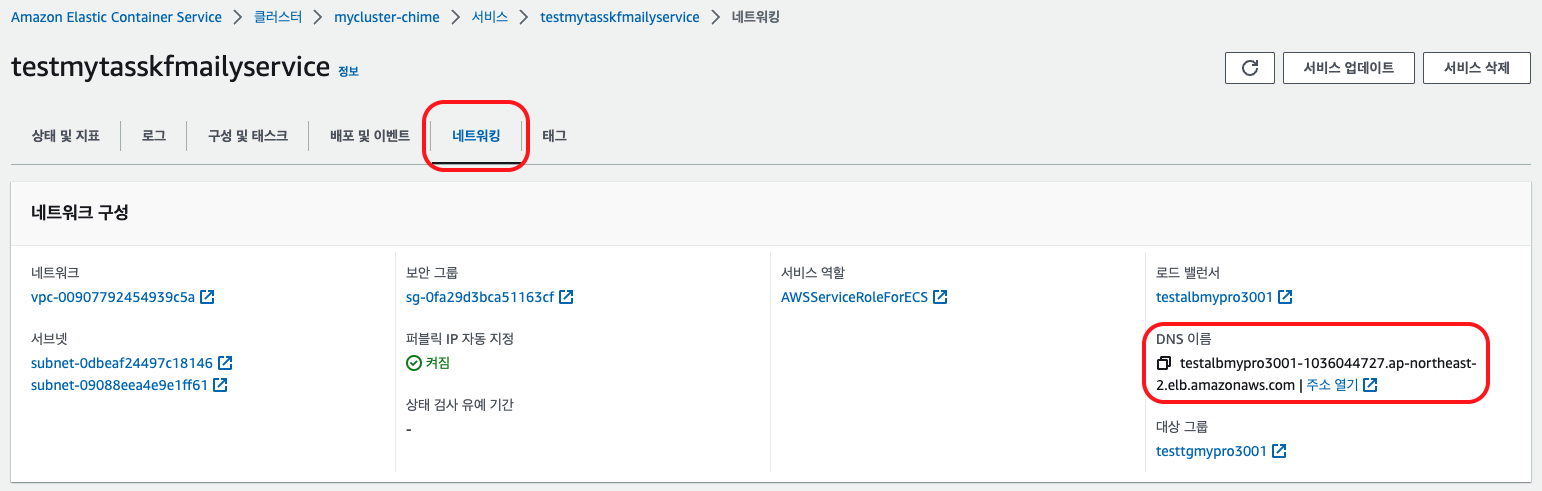 Amazon Elastic Container Service > 클러스터 > mycluster-chime > 서비스 > testmytasskfmailyservice > 네트워킹
testmytasskfmailyservice 정보
서비스 업데이트 서비스 삭제
상태 및 지표 로그 구성 및 태스크 배포 및 이벤트 네트워킹 태그
네트워크 구성
네트워크
vpc-00907792454939c5a
서브넷
subnet-0dbeaf24497c18146
subnet-09088eea4e9e1ff61
보안 그룹
sg-0fa29d3bca51163cf
퍼블릭 IP 자동 지정
켜짐
상태 검사 유예 기간
-
서비스 역할
AWSServiceRoleForECS
로드 밸런서
testalbmypro3001
DNS 이름
testalbmypro3001-1036044727.ap-northeast-
2.elb.amazonaws.com | 주소 열기
대상 그룹
testtgmypro3001